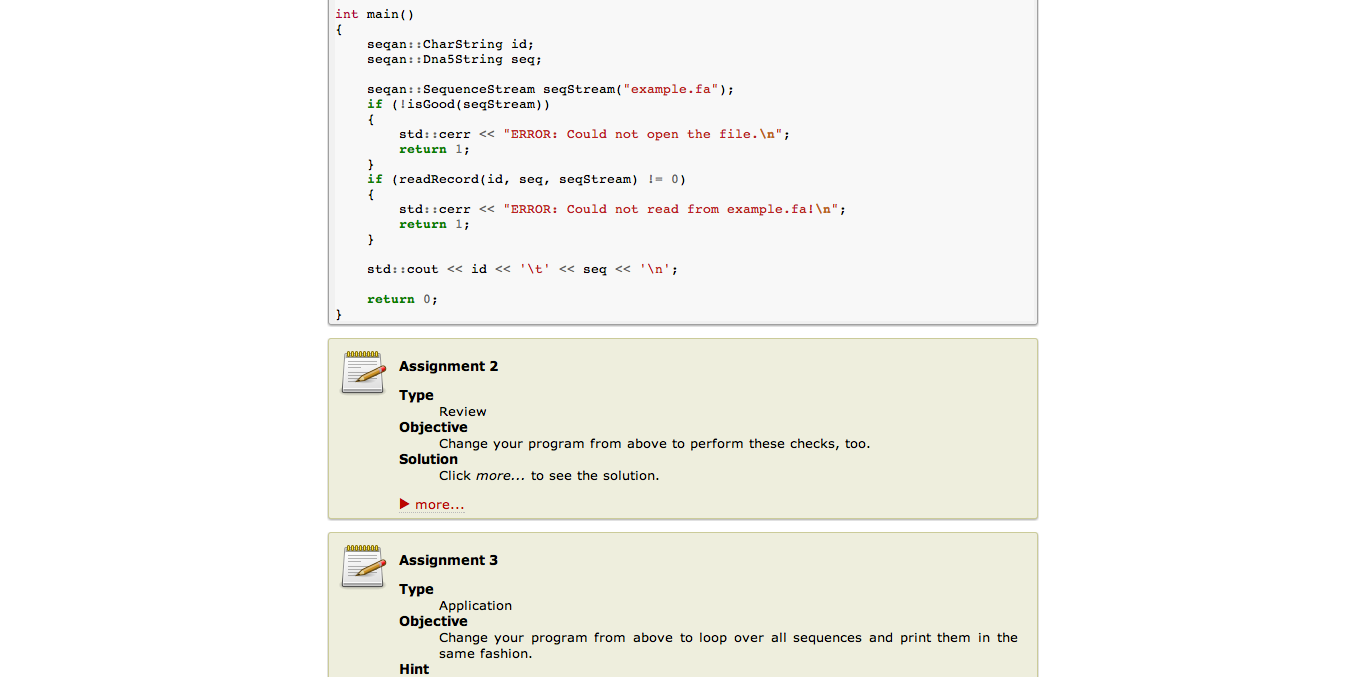 int main()
{
    seqan::CharString id;
    seqan::Dna5String seq;

    seqan::SequenceStream seqStream("example.fa");
    if (!isGood(seqStream))
    {
        std::cerr << "ERROR: Could not open the file.\n";
        return 1;
    }
    if (readRecord(id, seq, seqStream) != 0)
    {
        std::cerr << "ERROR: Could not read from example.fa!\n";
        return 1;
    }

    std::cout << id << '\t' << seq << '\n';

    return 0;
}
Assignment 2
Type
Review
Objective
Change your program from above to perform these checks, too.
Solution
Click more... to see the solution.
▶ more...
Assignment 3
Type
Application
Objective
Change your program from above to loop over all sequences and print them in the
same fashion.
Hint